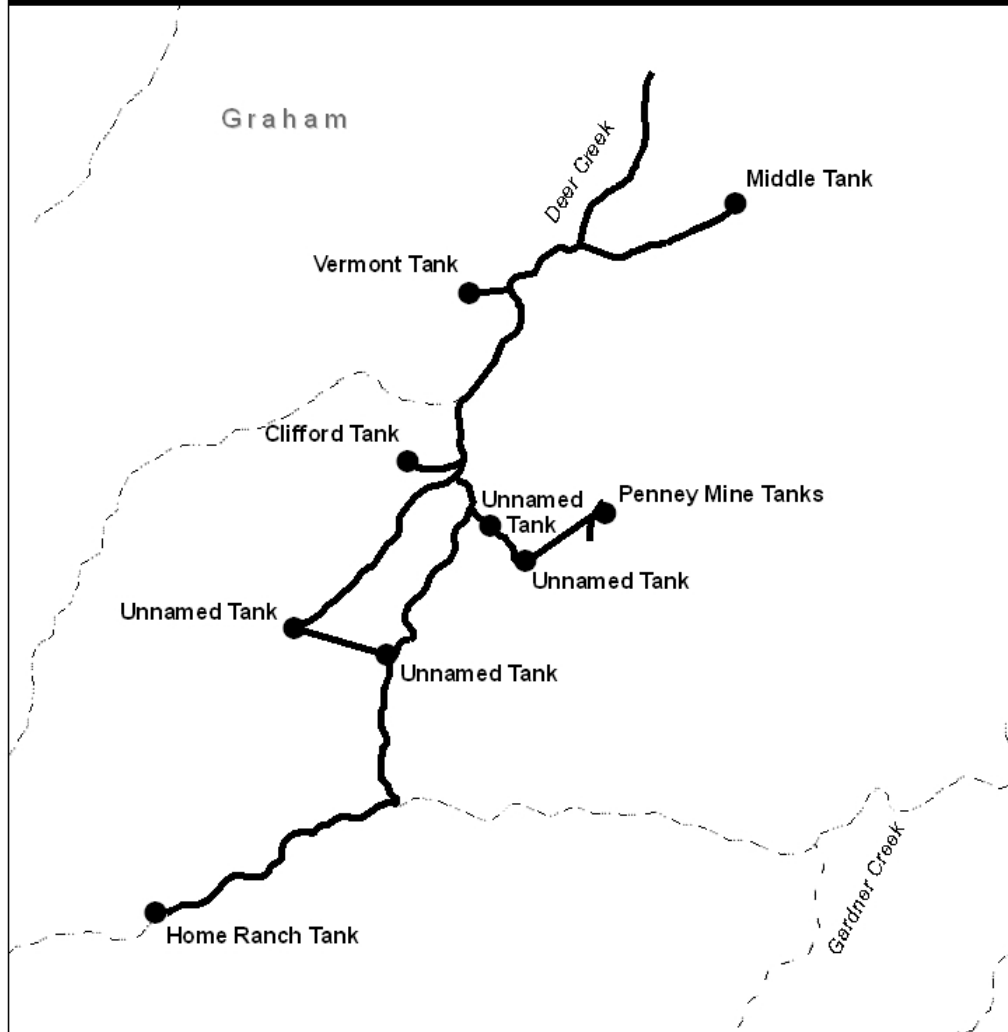 Graham
Deer Creek
Middle Tank
Vermont Tank
Clifford Tank
Unnamed
Tank
Penney Mine Tanks
Unnamed Tank
Unnamed Tank
Unnamed Tank
Gardner Creek
Home Ranch Tank